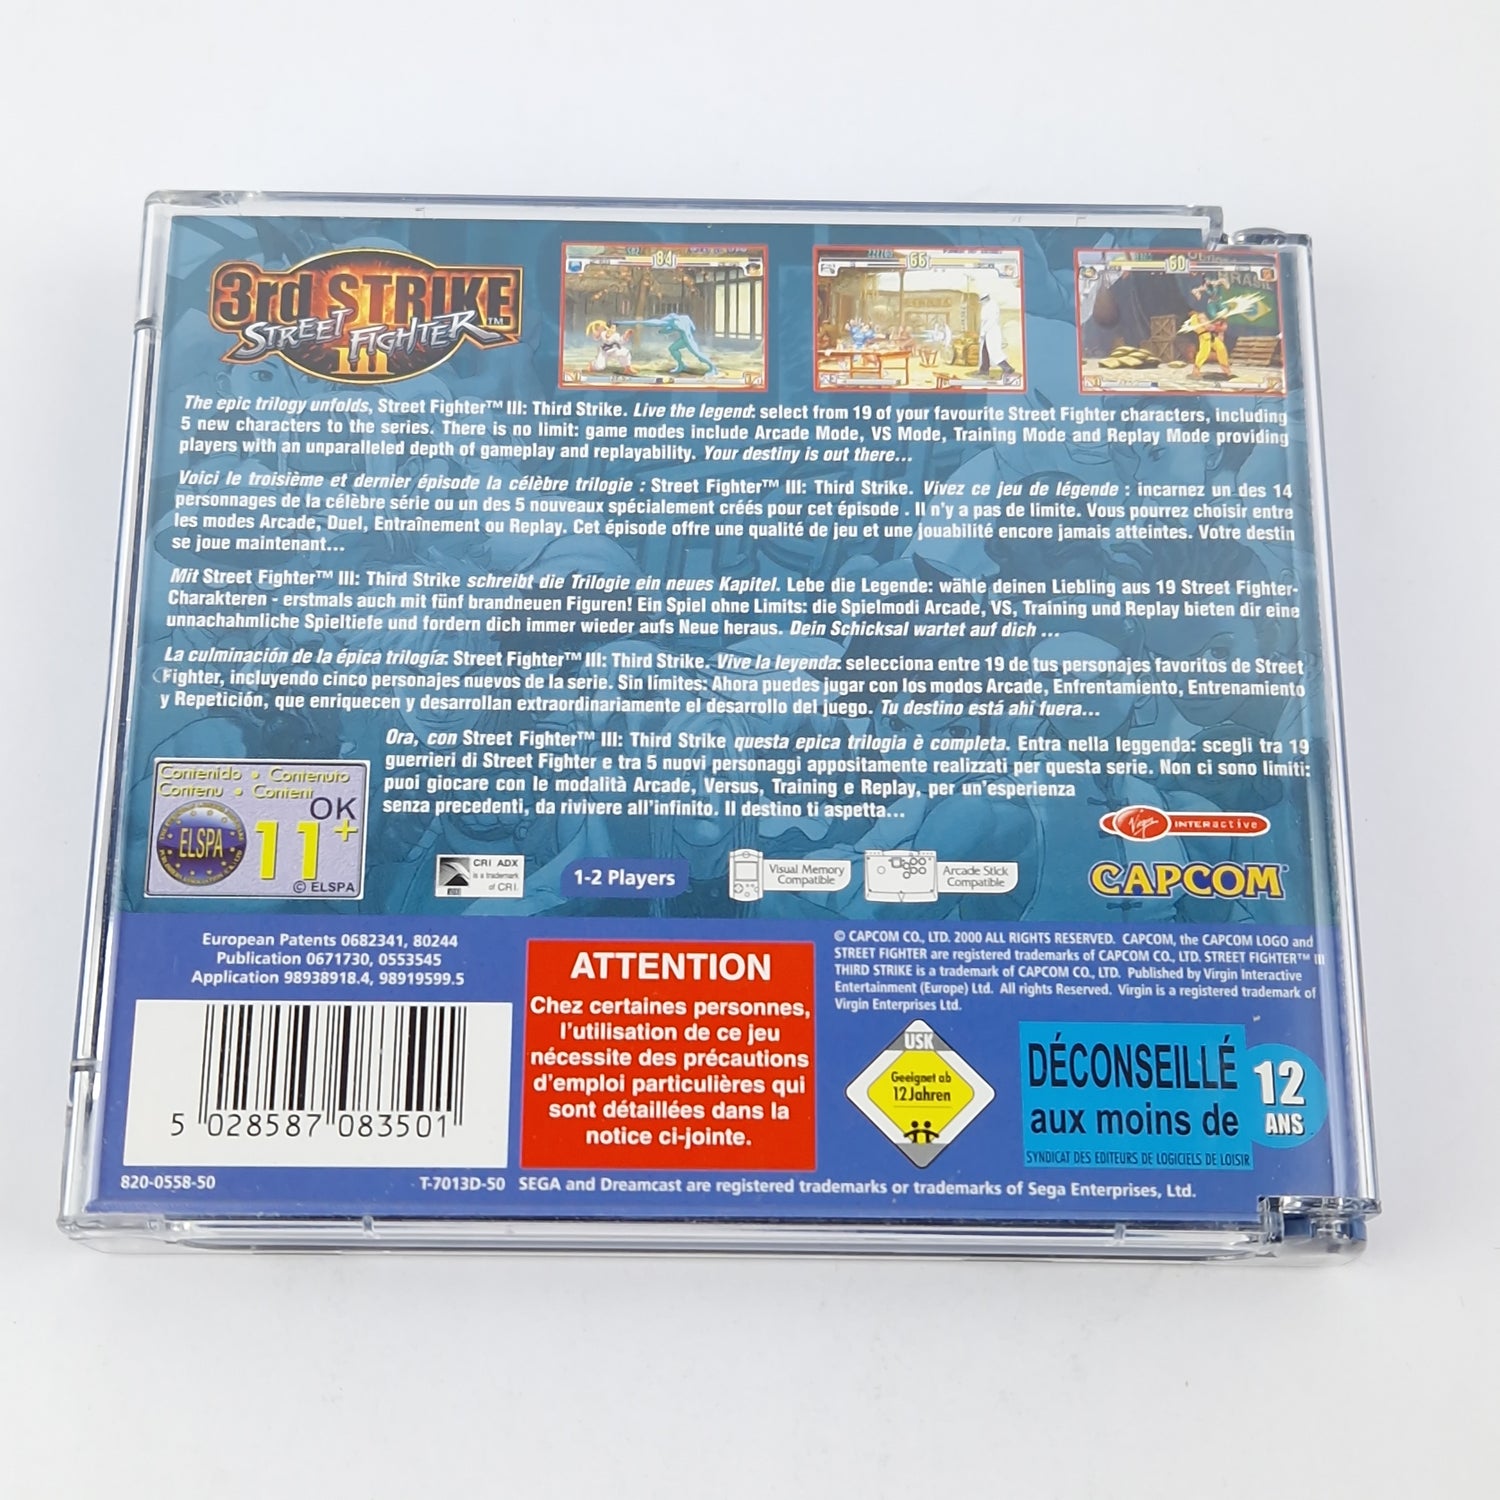 3rd STRIKE
STREET FIGHTER™
III
84
66
60
The epic trilogy unfolds, Street Fighter™ III: Third Strike. Live the legend: select from 19 of your favourite Street Fighter characters, including
5 new characters to the series. There is no limit: game modes include Arcade Mode, VS Mode, Training Mode and Replay Mode providing
players with an unparalleled depth of gameplay and replayability. Your destiny is out there...
Voici le troisième et dernier épisode la célèbre trilogie : Street Fighter™ III: Third Strike. Vivez ce jeu de légende : incarnez un des 14
personnages de la célèbre série ou un des 5 nouveaux spécialement créés pour cet épisode . Il n'y a pas de limite. Vous pourrez choisir entre
les modes Arcade, Duel, Entraînement ou Replay. Cet épisode offre une qualité de jeu et une jouabilité encore jamais atteintes. Votre destin
se joue maintenant...
Mit Street Fighter™ III: Third Strike schreibt die Trilogie ein neues Kapitel. Lebe die Legende: wähle deinen Liebling aus 19 Street Fighter-
Charakteren - erstmals auch mit fünf brandneuen Figuren! Ein Spiel ohne Limits: die Spielmodi Arcade, VS, Training und Replay bieten dir eine
unnachahmliche Spieltiefe und fordern dich immer wieder aufs Neue heraus. Dein Schicksal wartet auf dich ...
La culminación de la épica trilogía: Street Fighter™ III: Third Strike. Vive la leyenda: selecciona entre 19 de tus personajes favoritos de Street
Fighter, incluyendo cinco personajes nuevos de la serie. Sin límites: Ahora puedes jugar con los modos Arcade, Enfrentamiento, Entrenamiento
y Repetición, que enriquecen y desarrollan extraordinariamente el desarrollo del juego. Tu destino está ahi fuera...
Ora, con Street Fighter™ III: Third Strike questa epica trilogia è completa. Entra nella leggenda: scegli tra 19
guerrieri di Street Fighter e tra 5 nuovi personaggi appositamente realizzati per questa serie. Non ci sono limiti:
puoi giocare con le modalità Arcade, Versus, Training e Replay, per un'esperienza
senza precedenti, da rivivere all'infinito. Il destino ti aspetta...
Contenido • Contenuto
Contenu • Content
OK
ELSPA
11+
© ELSPA
CRI ADX
is a trademark
of CRI.
1-2 Players
Visual Memory
Compatible
Arcade Stick
Compatible
Virgin INTERactive
CAPCOM
European Patents 0682341, 80244
Publication 0671730, 0553545
Application 98938918.4, 98919599.5
5 028587 083501
820-0558-50
ATTENTION
Chez certaines personnes,
l'utilisation de ce jeu
nécessite des précautions
d'emploi particulières qui
sont détaillées dans la
notice ci-jointe.
© CAPCOM CO., LTD. 2000 ALL RIGHTS RESERVED. CAPCOM, the CAPCOM LOGO and
STREET FIGHTER are registered trademarks of CAPCOM CO., LTD. STREET FIGHTER™ III
THIRD STRIKE is a trademark of CAPCOM CO., LTD. Published by Virgin Interactive
Entertainment (Europe) Ltd. All rights Reserved. Virgin is a registered trademark of
Virgin Enterprises Ltd.
USK
Geeignet ab
12 Jahren
DÉCONSEILLÉ
aux moins de
12
ANS
SYNDICAT DES EDITEURS DE LOGICIELS DE LOISIR
T-7013D-50 SEGA and Dreamcast are registered trademarks or trademarks of Sega Enterprises, Ltd.